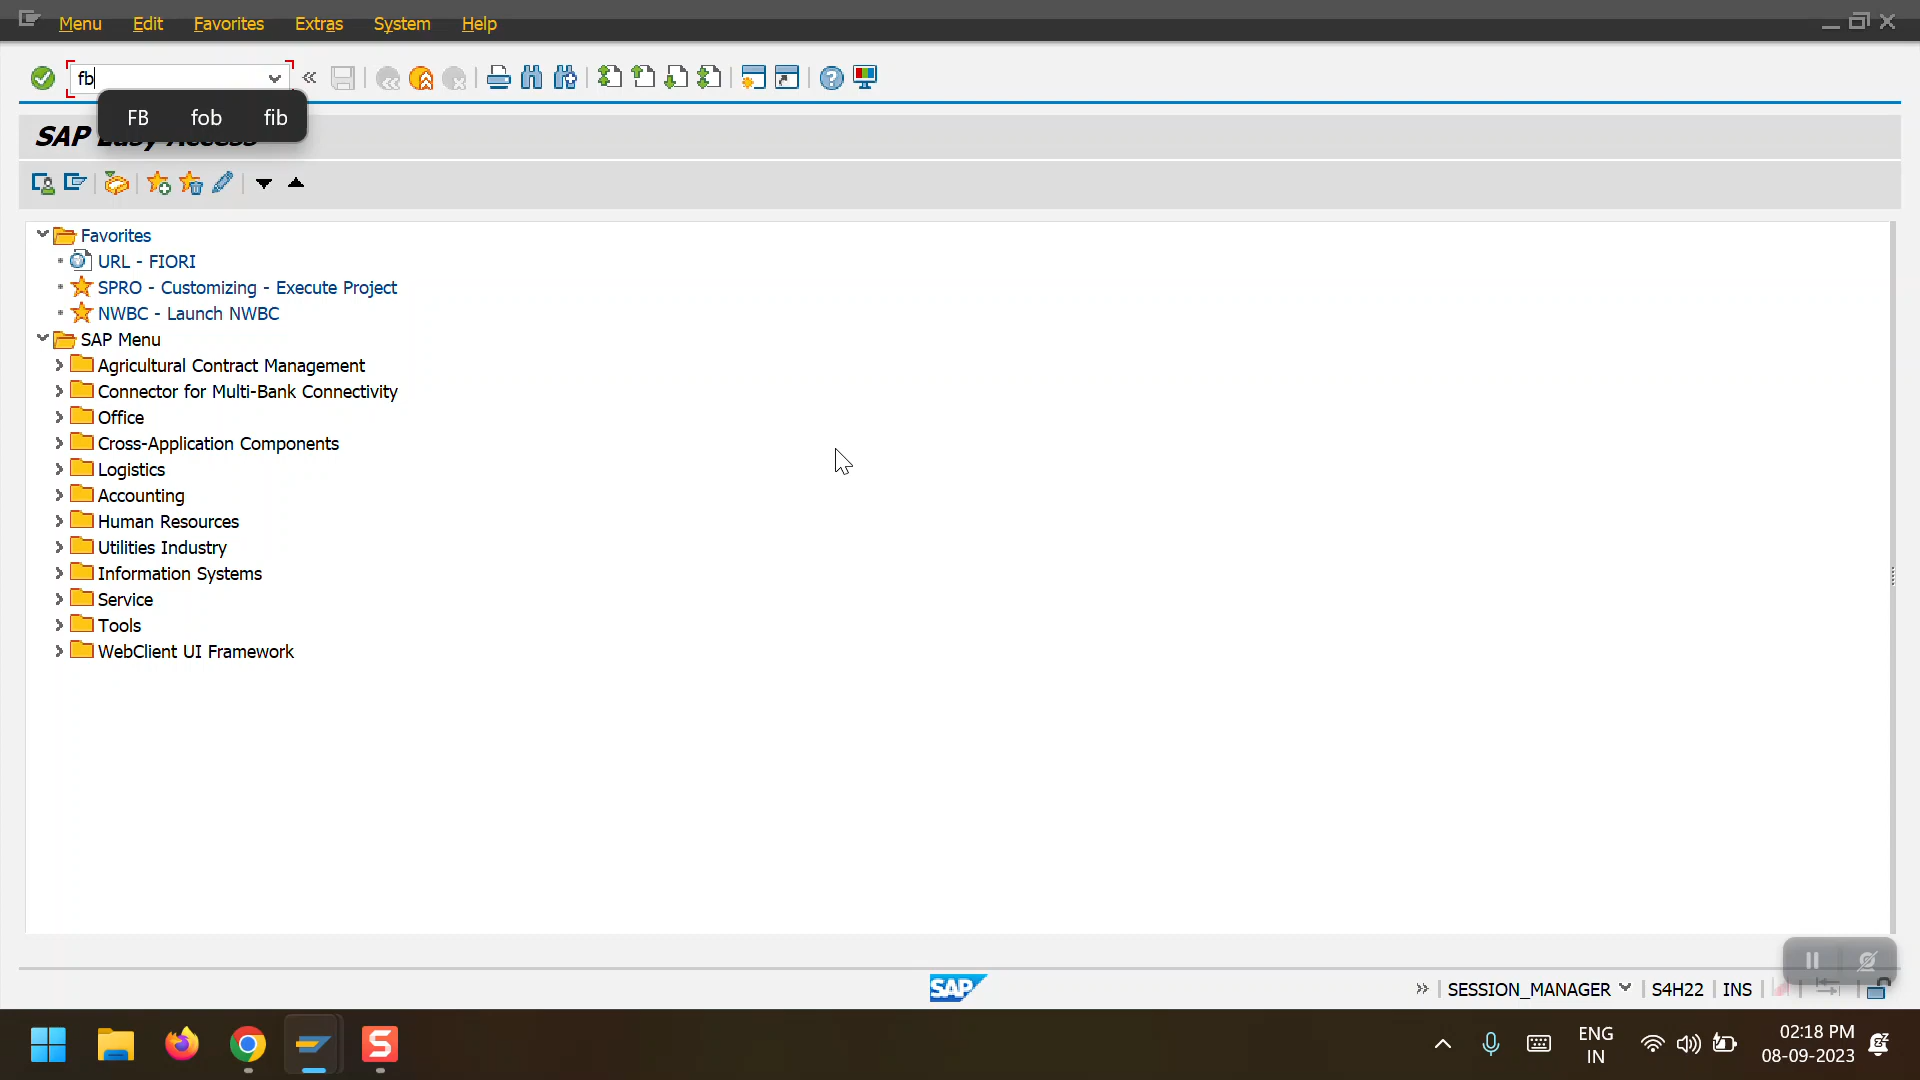 Menu Edit Favorites Extras System Help
fb
FB fob fib
SAP Easy Access
Favorites
URL - FIORI
SPRO - Customizing - Execute Project
NWBC - Launch NWBC
SAP Menu
Agricultural Contract Management
Connector for Multi-Bank Connectivity
Office
Cross-Application Components
Logistics
Accounting
Human Resources
Utilities Industry
Information Systems
Service
Tools
WebClient UI Framework
SAP
SESSION_MANAGER S4H22 INS
ENG
IN
02:18 PM
08-09-2023